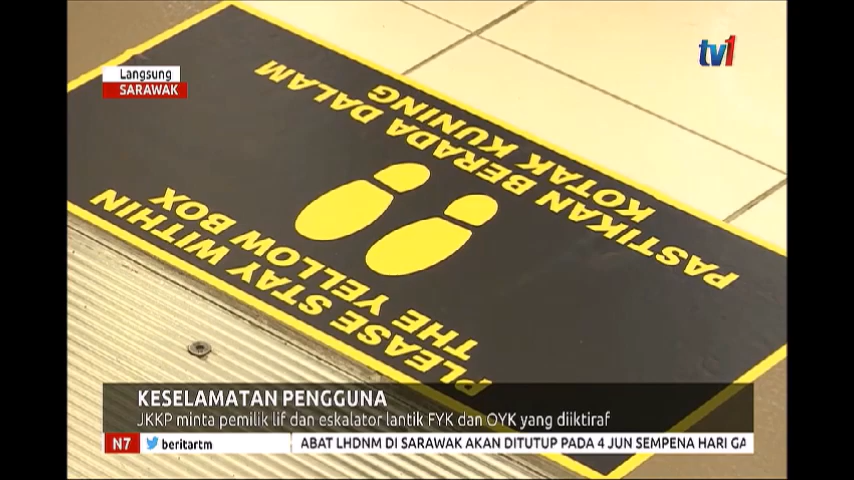 tv1
Langsung
SARAWAK
PASTIKAN BERADA DALAM
KOTAK KUNING
PLEASE STAY WITHIN
THE YELLOW BOX
KESELAMATAN PENGGUNA
JKKP minta pemilik lif dan eskalator lantik FYK dan OYK yang diiktiraf
N7 beritartm ABAT LHDNM DI SARAWAK AKAN DITUTUP PADA 4 JUN SEMPENA HARI GA